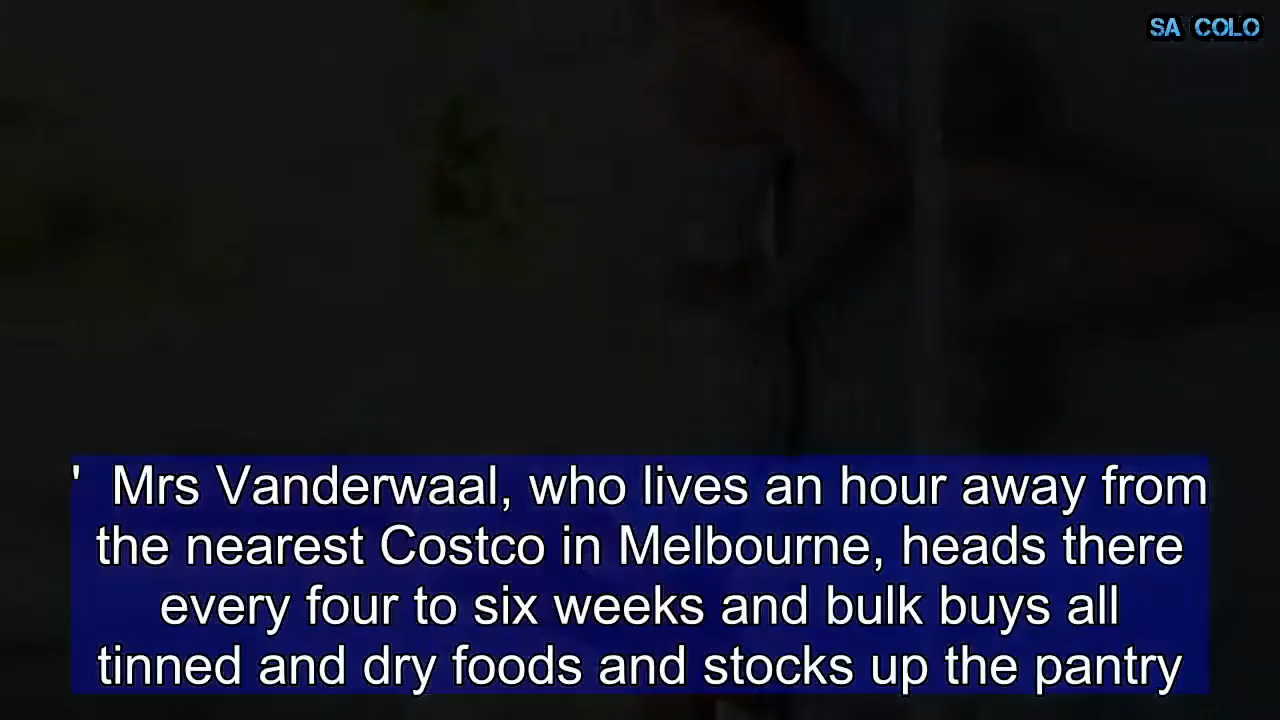 SA COLO
' Mrs Vanderwaal, who lives an hour away from
the nearest Costco in Melbourne, heads there
every four to six weeks and bulk buys all
tinned and dry foods and stocks up the pantry